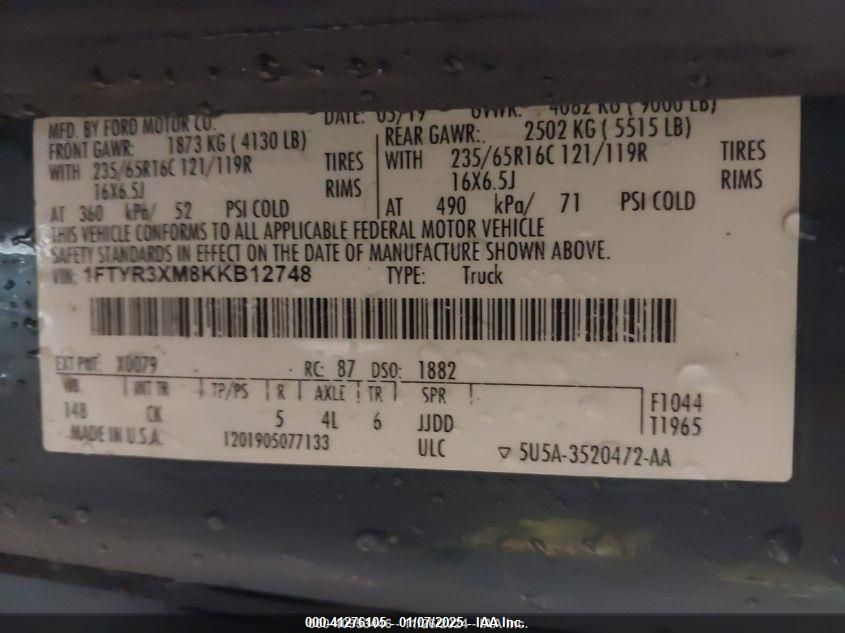 MFD. BY FORD MOTOR CO. DATE: 05/19 GVWR: 4082 KG ( 9000 LB)
FRONT GAWR: 1873 KG ( 4130 LB) REAR GAWR: 2502 KG ( 5515 LB)
WITH 235/65R16C 121/119R TIRES WITH 235/65R16C 121/119R TIRES
16X6.5J RIMS 16X6.5J RIMS
AT 360 kPa/ 52 PSI COLD AT 490 kPa/ 71 PSI COLD
THIS VEHICLE CONFORMS TO ALL APPLICABLE FEDERAL MOTOR VEHICLE
SAFETY STANDARDS IN EFFECT ON THE DATE OF MANUFACTURE SHOWN ABOVE.
VIN: 1FTYR3XM8KKB12748 TYPE: Truck
EXT PNT: X0079 RC: 87 DSO: 1882
WB INT TR TP/PS R AXLE TR SPR
148 CK 5 4L 6 JJDD F1044
MADE IN U.S.A. 1201905077133 ULC T1965
▽ 5U5A-3520472-AA
000-41276105 - 01/07/2025 - IAA Inc.